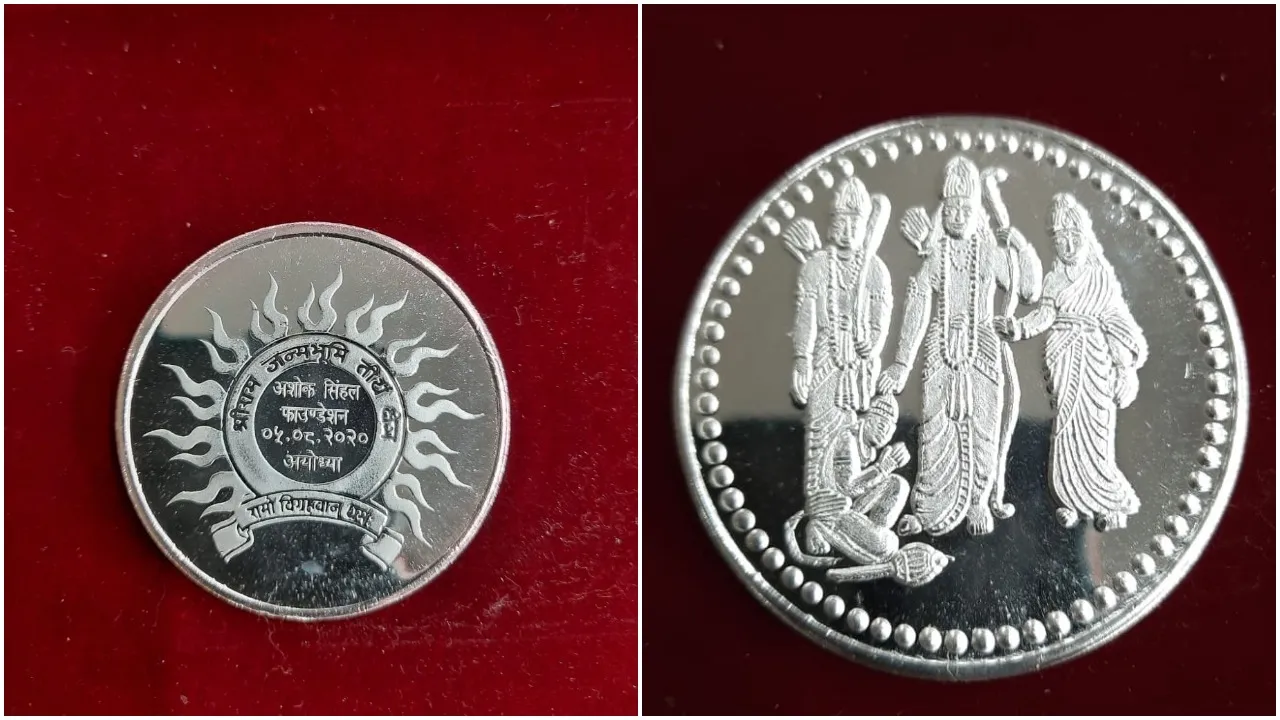 श्रीराम जन्मभूमि तीर्थ क्षेत्र
अशोक सिंहल
फाउण्डेशन
०५.०८.२०२०
अयोध्या
रामो विग्रहवान् धर्मः